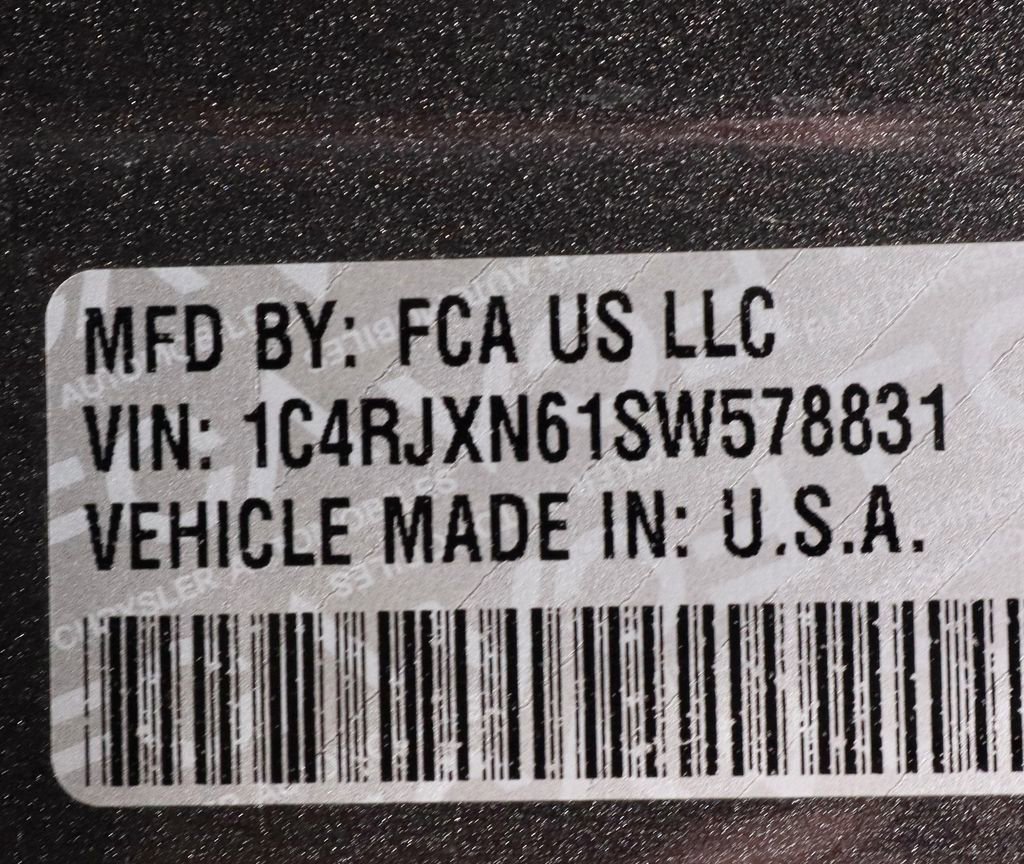 MFD BY: FCA US LLC
VIN: 1C4RJXN61SW578831
VEHICLE MADE IN: U.S.A.